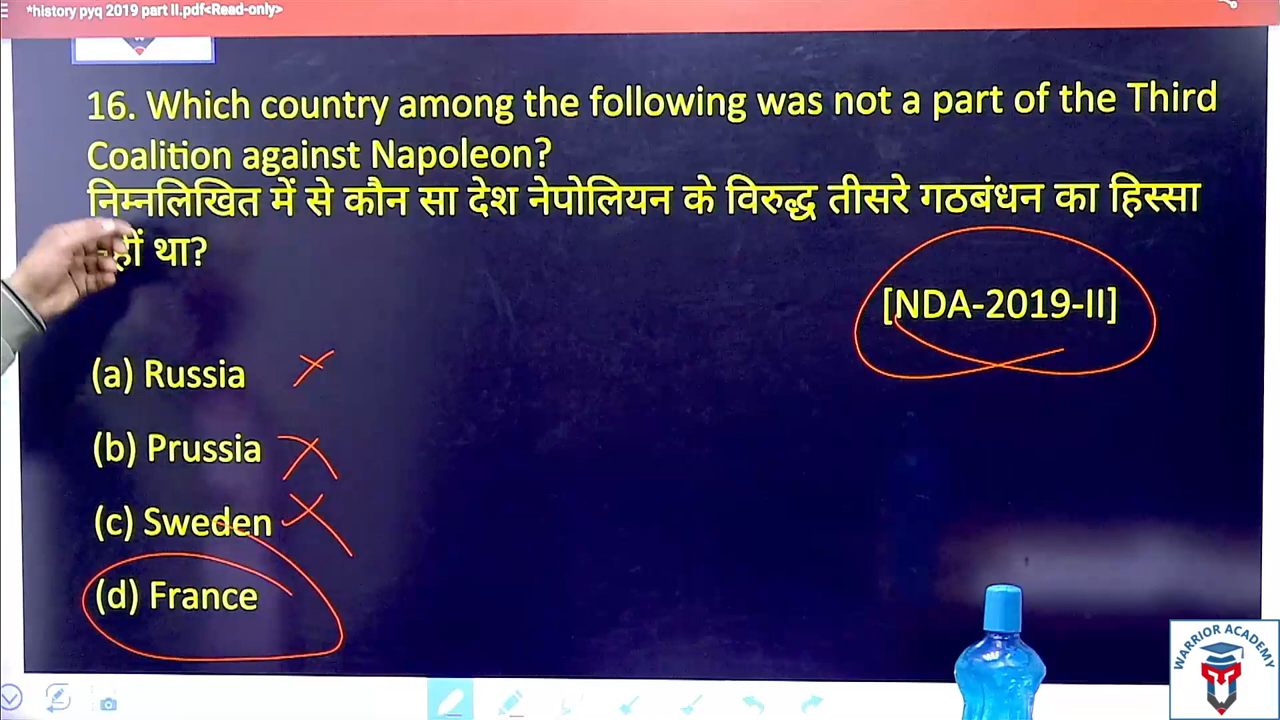 *history pyq 2019 part II.pdf<Read-only>
16. Which country among the following was not a part of the Third
Coalition against Napoleon?
निम्नलिखित में से कौन सा देश नेपोलियन के विरुद्ध तीसरे गठबंधन का हिस्सा
था?
[NDA-2019-II]
(a) Russia
(b) Prussia
(c) Sweden
(d) France
WARRIOR ACADEMY